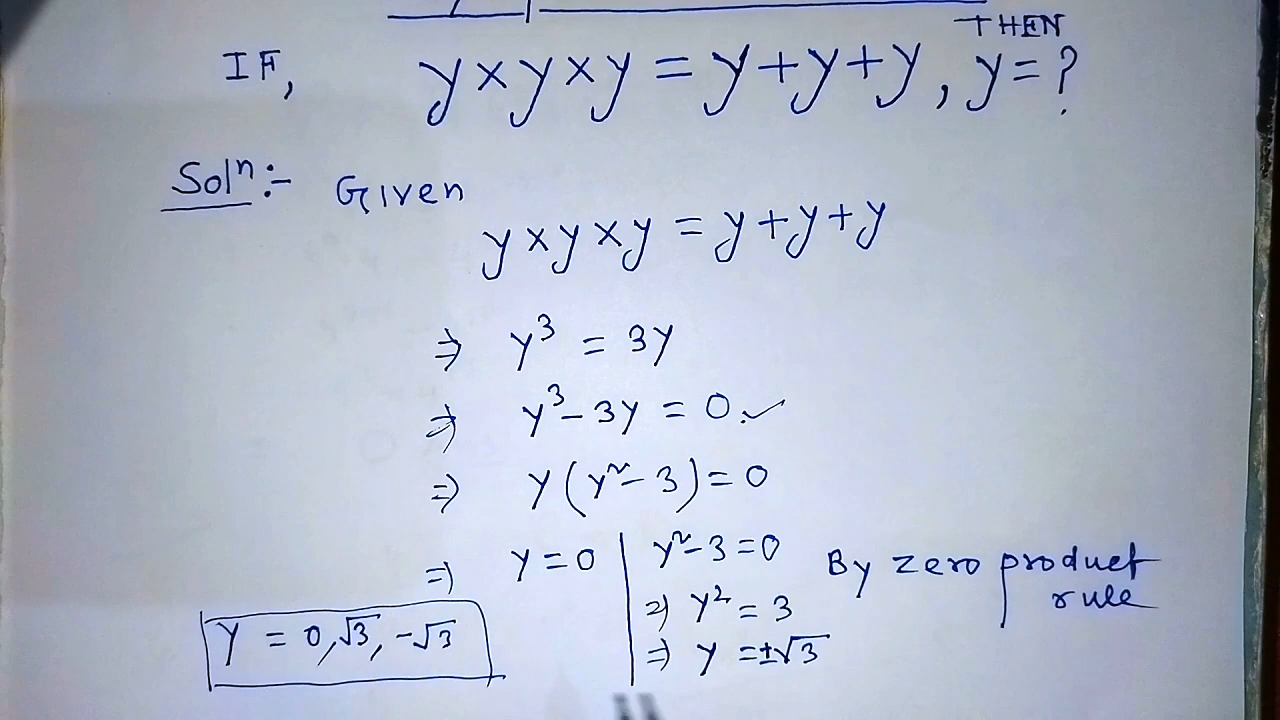 THEN
IF, y×y×y = y+y+y, y=?
Solⁿ:- Given
y×y×y = y+y+y
⇒ y³ = 3y
⇒ y³-3y = 0.✓
⇒ y(y²-3)=0
⇒ y=0 | y²-3=0 By zero product rule
⇒ y² = 3
⇒ y =±√3
y = 0,√3, -√3